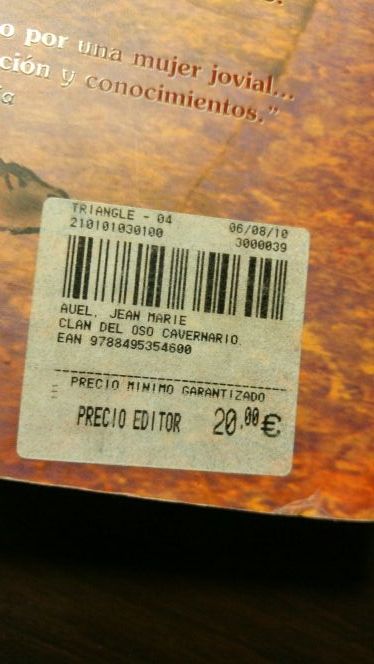 o por una mujer jovial...
ción y conocimientos."
TRIANGLE - 04 06/08/10
210101030100 3000039
AUEL, JEAN MARIE
CLAN DEL OSO CAVERNARIO.
EAN 9788495354600
PRECIO MINIMO GARANTIZADO
PRECIO EDITOR 20,00€